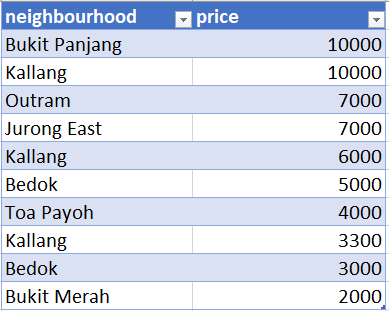 neighbourhood price
Bukit Panjang 10000
Kallang 10000
Outram 7000
Jurong East 7000
Kallang 6000
Bedok 5000
Toa Payoh 4000
Kallang 3300
Bedok 3000
Bukit Merah 2000